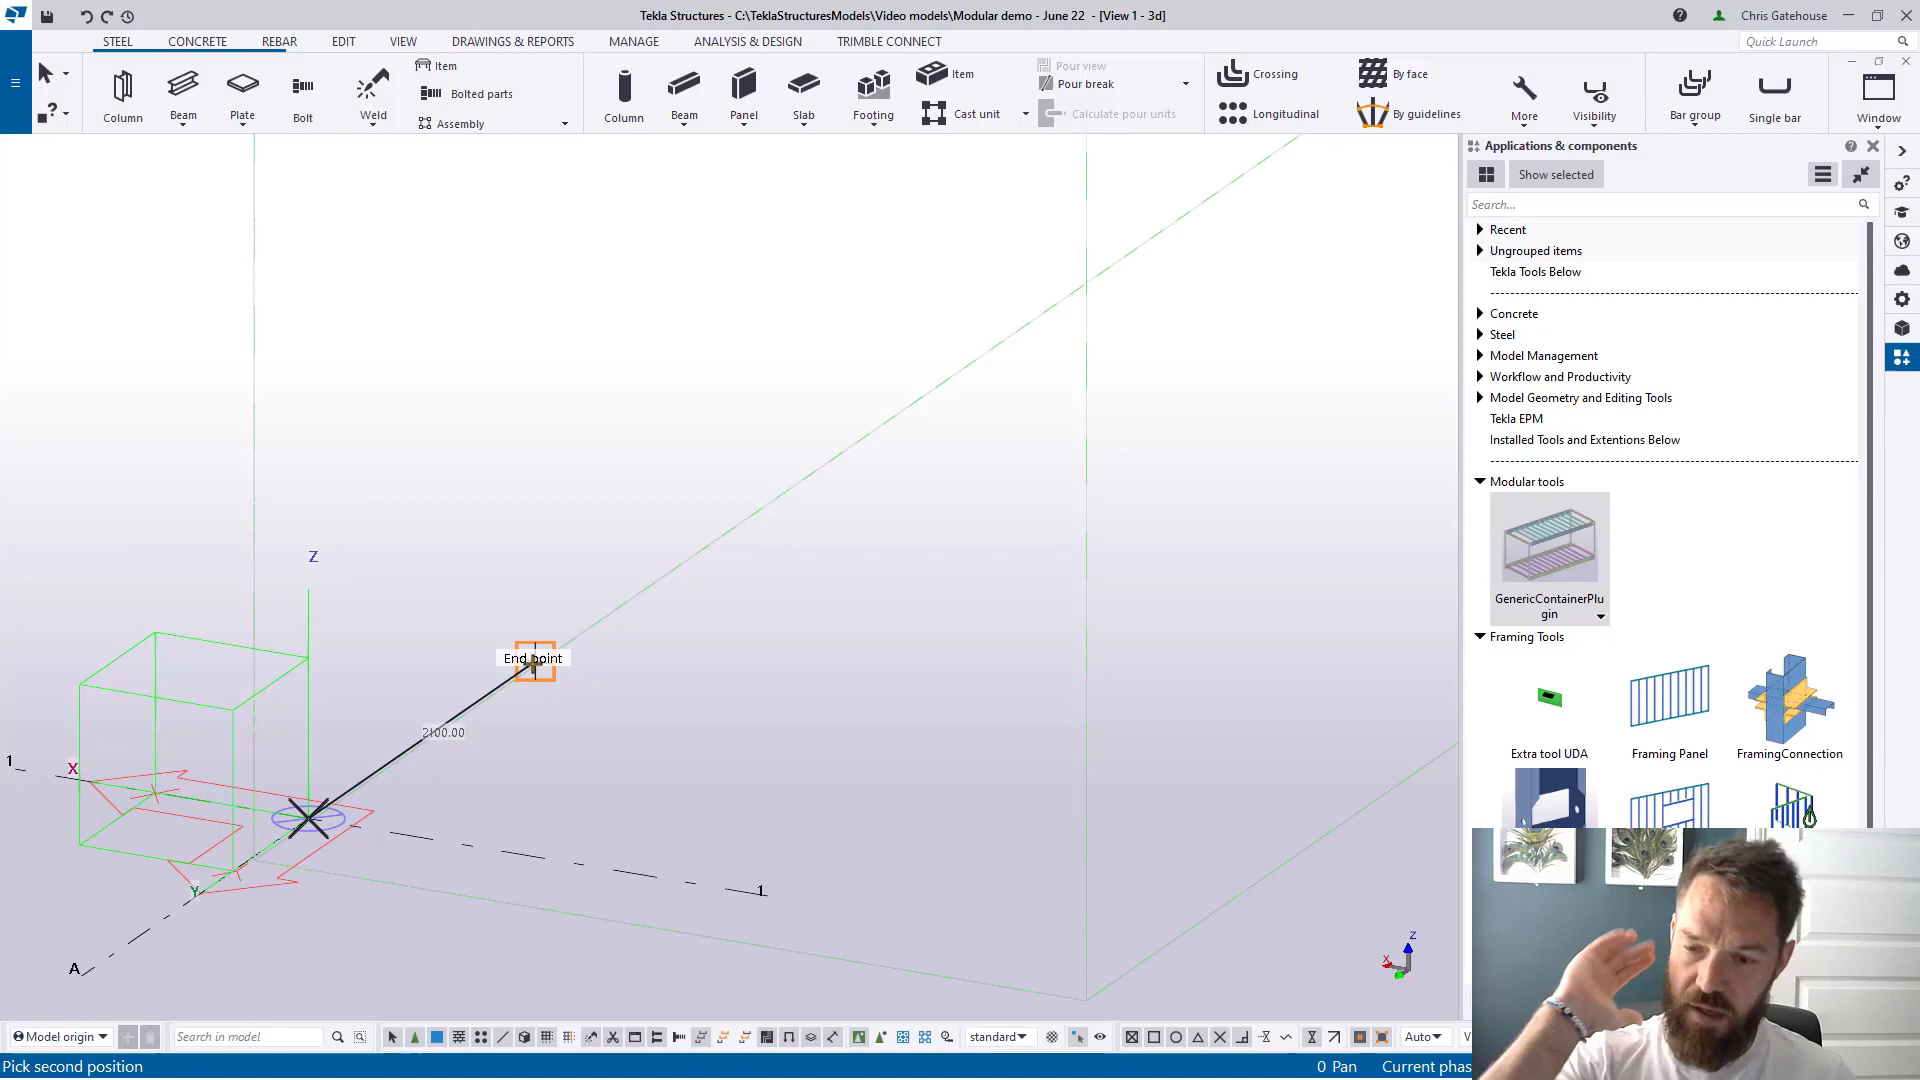 Tekla Structures - C:\TeklaStructuresModels\Video models\Modular demo - June 22 - [View 1 - 3d]
Chris Gatehouse
STEEL CONCRETE REBAR EDIT VIEW DRAWINGS & REPORTS MANAGE ANALYSIS & DESIGN TRIMBLE CONNECT
Quick Launch
Column
Beam
Plate
Bolt
Weld
Item
Bolted parts
Assembly
Column
Beam
Panel
Slab
Footing
Item
Cast unit
Pour view
Pour break
Calculate pour units
Crossing
Longitudinal
By face
By guidelines
More
Visibility
Bar group
Single bar
Window
Applications & components
Show selected
Search...
Recent
Ungrouped items
Tekla Tools Below
Concrete
Steel
Model Management
Workflow and Productivity
Model Geometry and Editing Tools
Tekla EPM
Installed Tools and Extentions Below
Modular tools
GenericContainerPlu
gin
Framing Tools
Extra tool UDA
Framing Panel
FramingConnection
Z
End point
2100.00
1
X
Y
1
A
Z
X
Model origin
Search in model
standard
Auto
Pick second position
0 Pan
Current phas